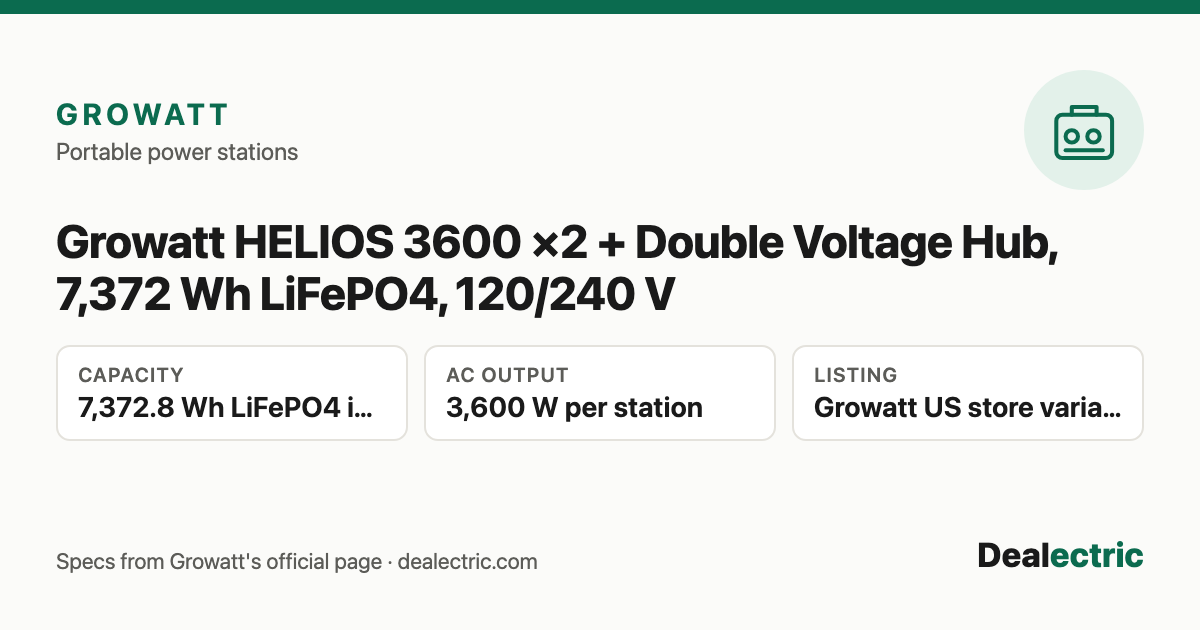 GROWATT
Portable power stations
Growatt HELIOS 3600 ×2 + Double Voltage Hub,
7,372 Wh LiFePO4, 120/240 V
CAPACITY
7,372.8 Wh LiFePO4 i...
AC OUTPUT
3,600 W per station
LISTING
Growatt US store varia...
Specs from Growatt's official page · dealectric.com
Dealectric